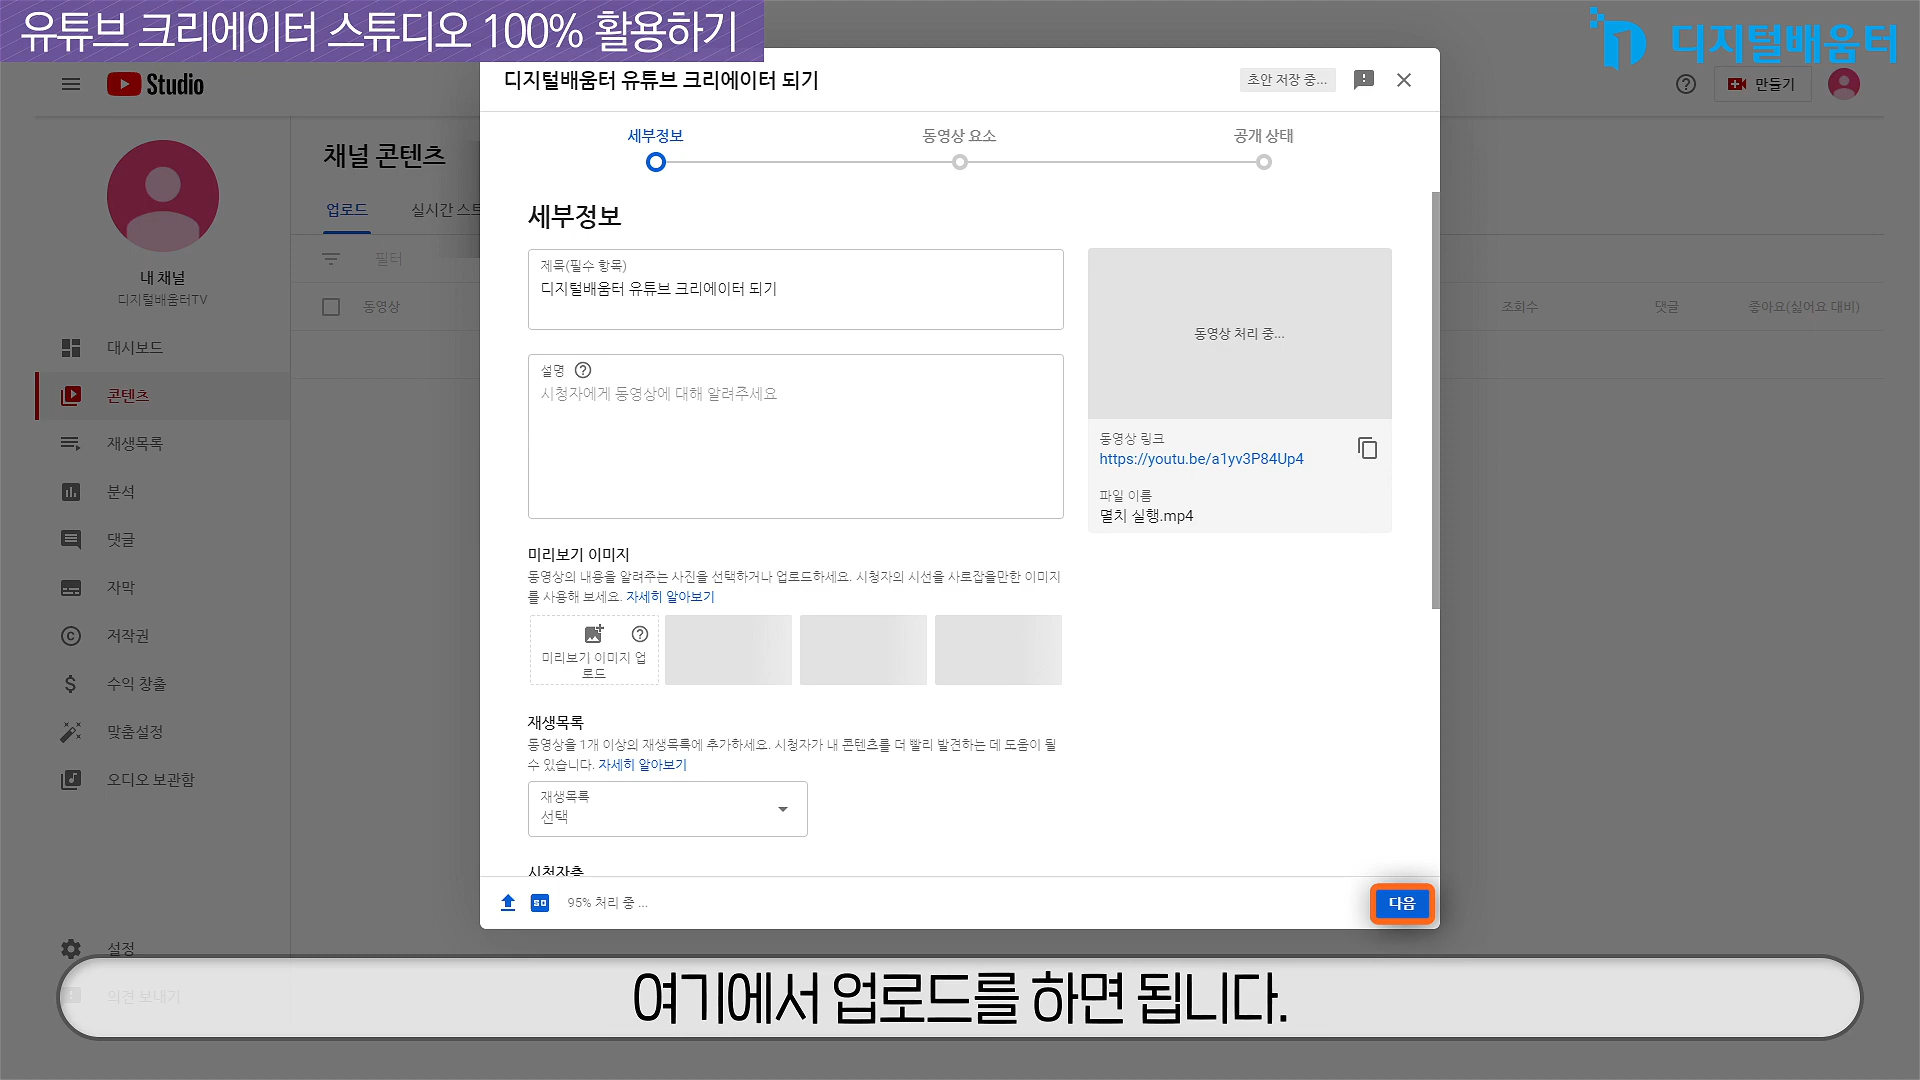 유튜브 크리에이터 스튜디오 100% 활용하기
디지털배움터
Studio
만들기
디지털배움터 유튜브 크리에이터 되기
초안 저장 중...
세부정보
동영상 요소
공개 상태
내 채널
디지털배움터TV
대시보드
콘텐츠
재생목록
분석
댓글
자막
저작권
수익 창출
맞춤설정
오디오 보관함
설정
의견 보내기
채널 콘텐츠
업로드
실시간 스트
필터
동영상
조회수
댓글
좋아요(싫어요 대비)
세부정보
제목(필수 항목)
디지털배움터 유튜브 크리에이터 되기
설명
시청자에게 동영상에 대해 알려주세요
동영상 처리 중...
동영상 링크
https://youtu.be/a1yv3P84Up4
파일 이름
멸치 실행.mp4
미리보기 이미지
동영상의 내용을 알려주는 사진을 선택하거나 업로드하세요. 시청자의 시선을 사로잡을만한 이미지
를 사용해 보세요. 자세히 알아보기
미리보기 이미지 업
로드
재생목록
동영상을 1개 이상의 재생목록에 추가하세요. 시청자가 내 콘텐츠를 더 빨리 발견하는 데 도움이 될
수 있습니다. 자세히 알아보기
재생목록
선택
시청자층
SD
95% 처리 중 ...
다음
여기에서 업로드를 하면 됩니다.